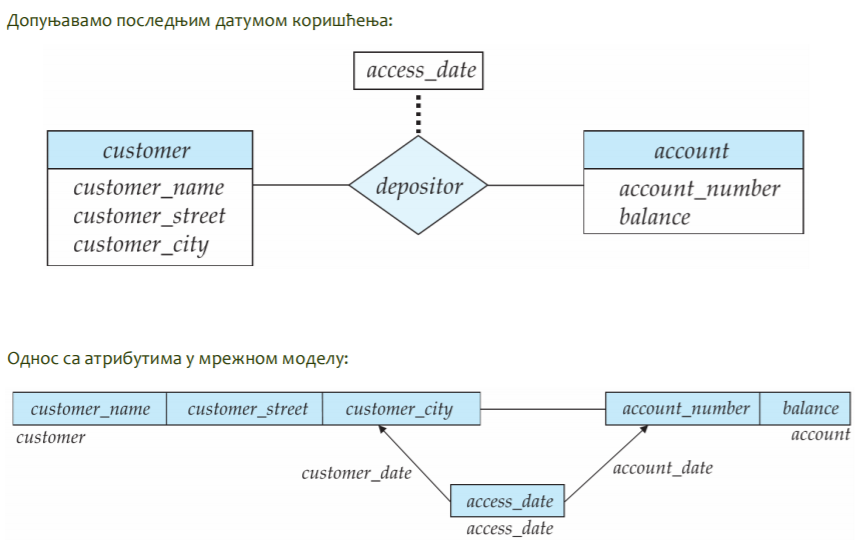 Допуњавамо последњим датумом коришћења:
access_date
customer
account
depositor
customer_name
account_number
customer_street
balance
customer_city
Однос са атрибутима у мрежном моделу:
customer_name customer_street customer_city account_number balance
customer account
customer_date account_date
access_date
access_date